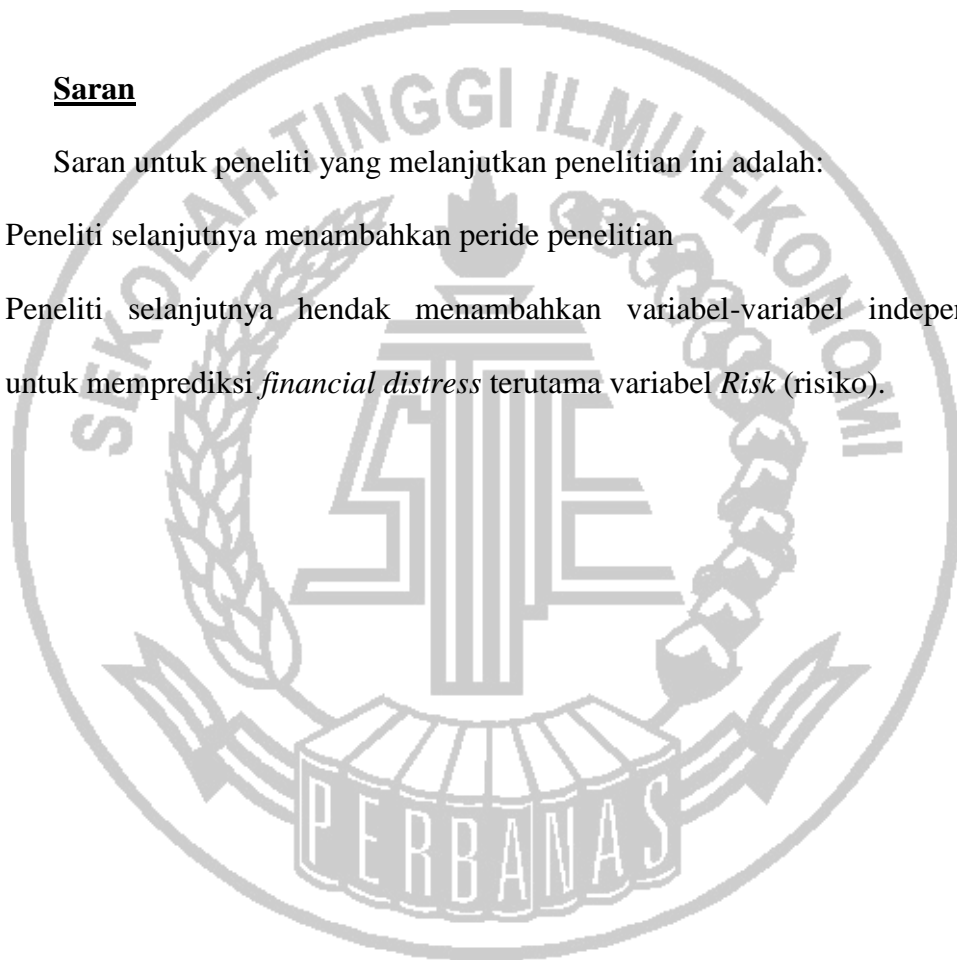 Saran
Saran untuk peneliti yang melanjutkan penelitian ini adalah:
Peneliti selanjutnya menambahkan peride penelitian
Peneliti selanjutnya hendak menambahkan variabel-variabel indeper
untuk memprediksi financial distress terutama variabel Risk (risiko).
SEKOLAH TINGGI ILMU EKONOMI
PERBANAS